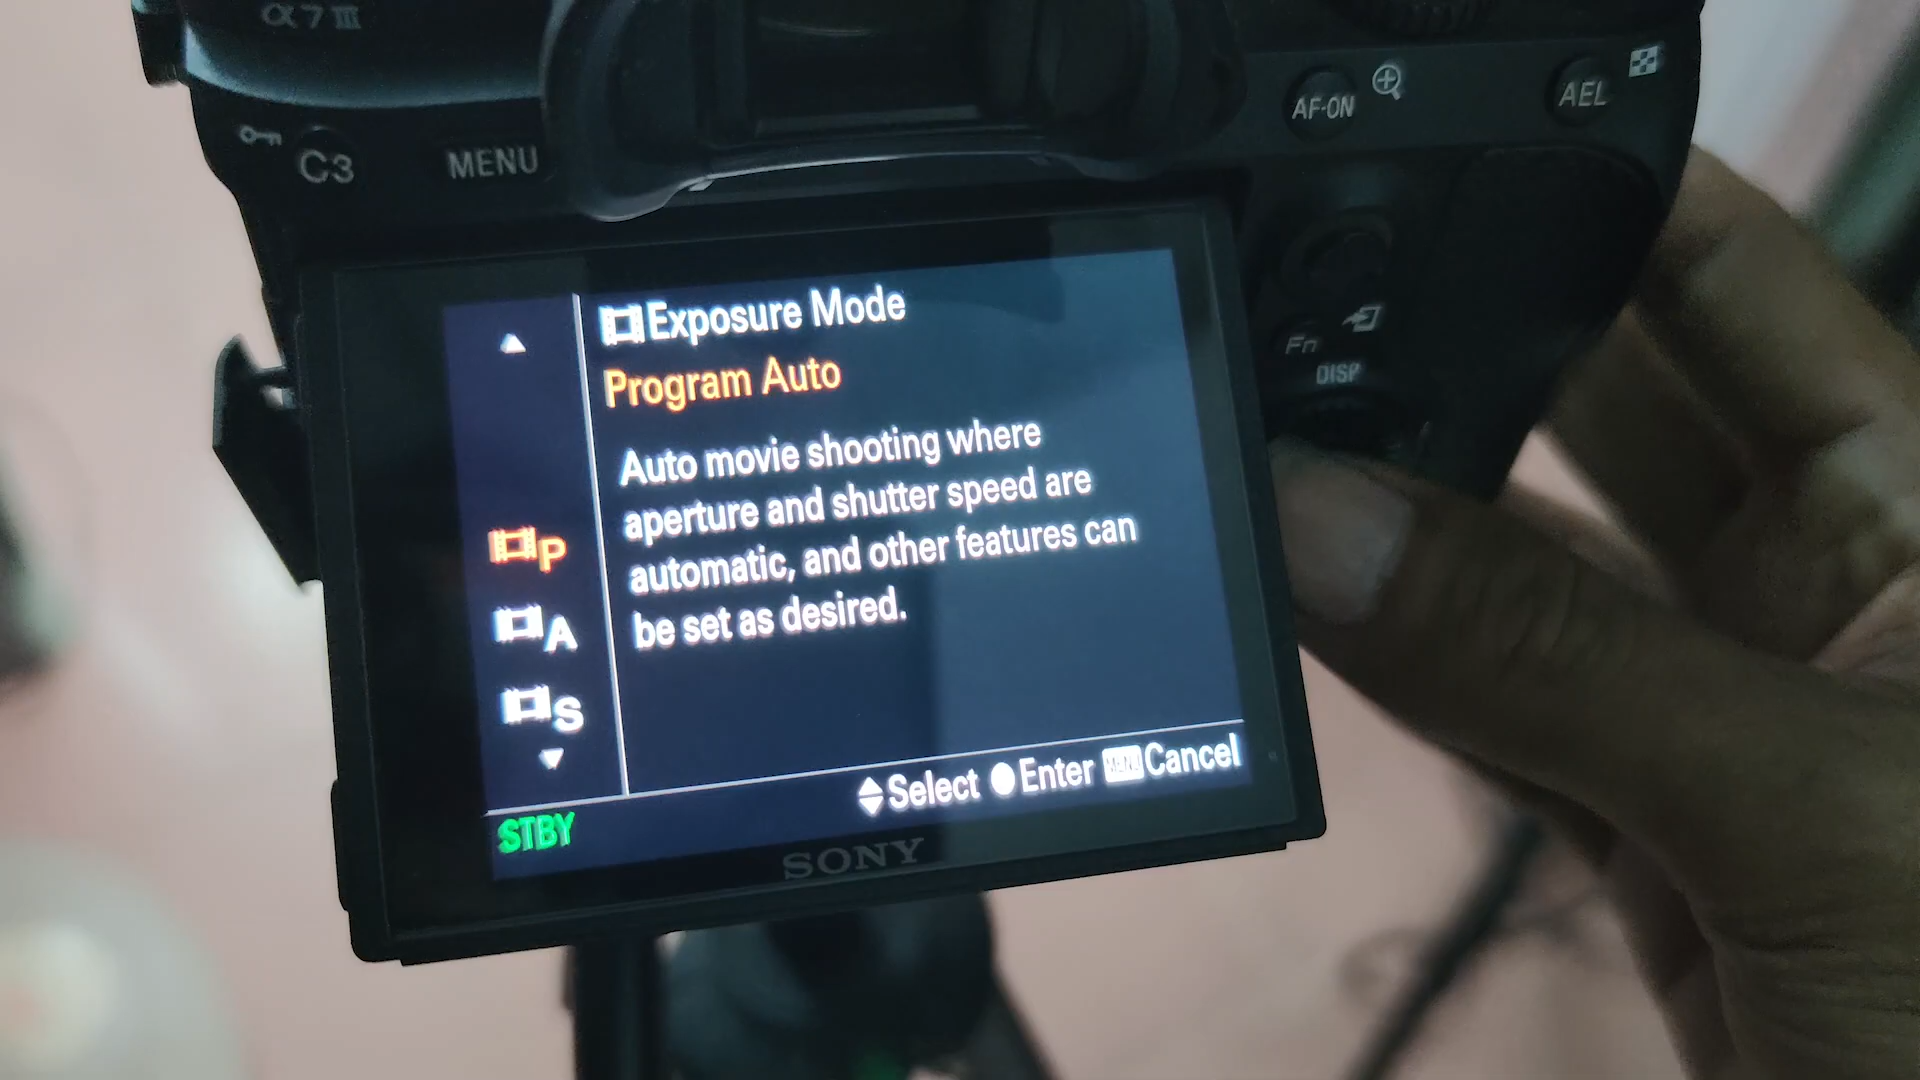 α7III
C3
MENU
AF-ON
AEL
Fn
DISP
Exposure Mode
Program Auto
Auto movie shooting where
aperture and shutter speed are
automatic, and other features can
be set as desired.
P
A
S
Select Enter MENU Cancel
STBY
SONY